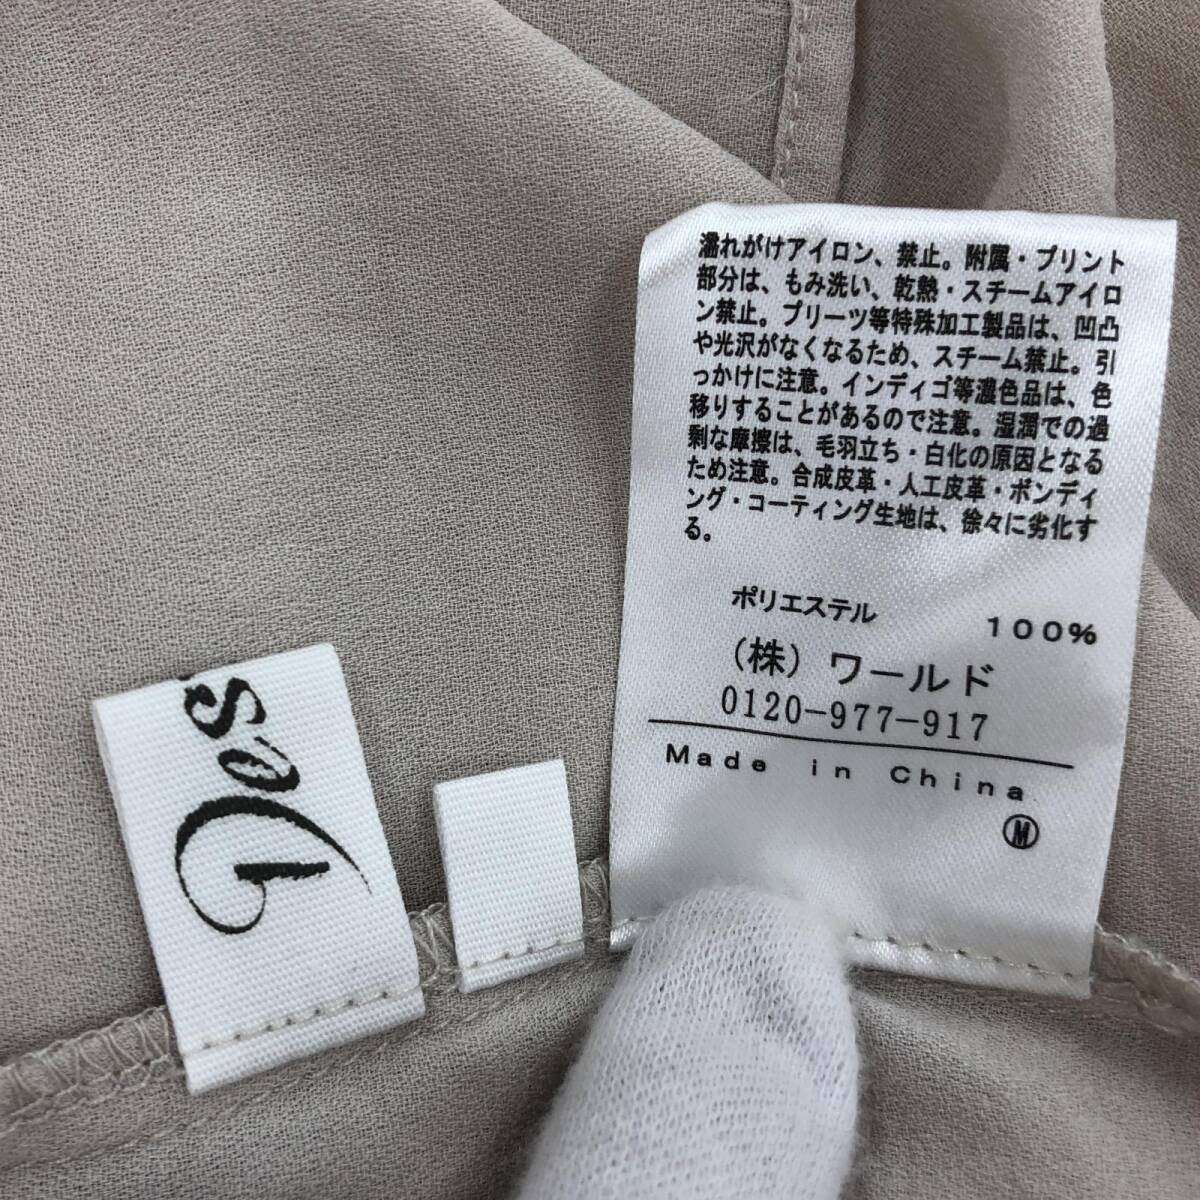 濡れがけアイロン、禁止。附属・プリント
部分は、もみ洗い、乾熱・スチームアイロ
ン禁止。プリーツ等特殊加工製品は、凹凸
や光沢がなくなるため、スチーム禁止。引
っかけに注意。インディゴ等濃色品は、色
移りすることがあるので注意。湿潤での過
剰な摩擦は、毛羽立ち・白化の原因となる
ため注意。合成皮革・人工皮革・ボンディ
ング・コーティング生地は、徐々に劣化す
る。
ポリエステル 100%
(株) ワールド
0120-977-917
Made in China
Ⓜ